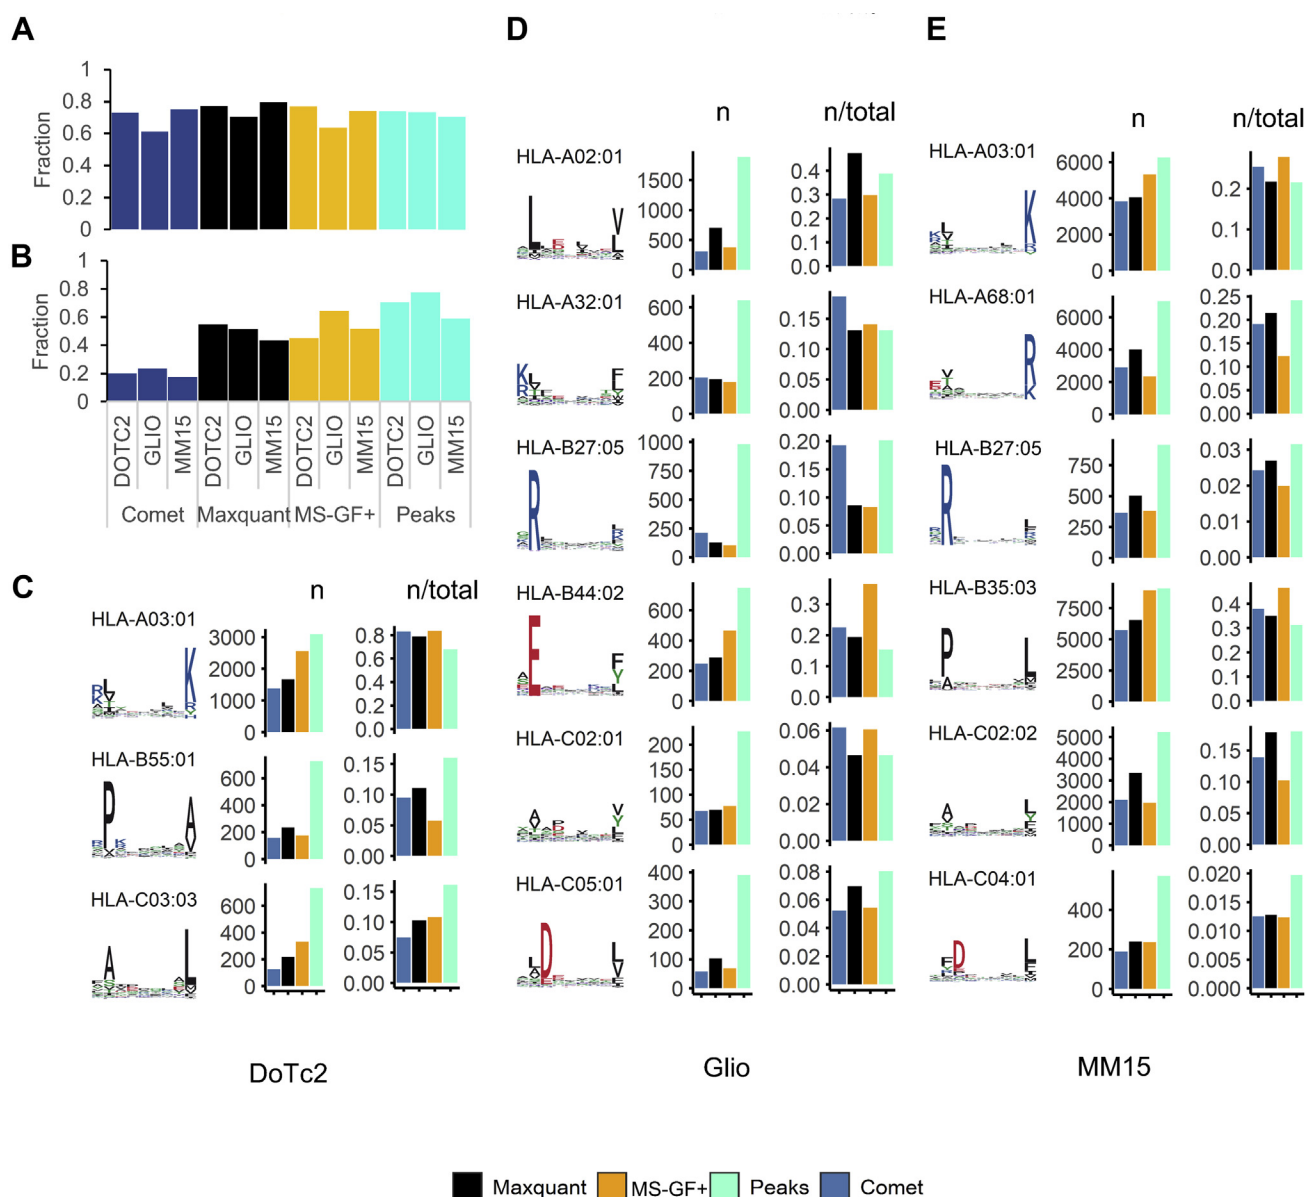 A
1
0.8
0.6
0.4
0.2
0
Fraction
B
1
0.8
0.6
0.4
0.2
0
Fraction
DOTC2 GLIO MM15 DOTC2 GLIO MM15 DOTC2 GLIO MM15 DOTC2 GLIO MM15
Comet Maxquant MS-GF+ Peaks
C
n n/total
HLA-A03:01
3000 2000 1000 0
0.8 0.6 0.4 0.2 0.0
K
HLA-B55:01
600 400 200 0
0.15 0.10 0.05 0.00
P A
HLA-C03:03
600 400 200 0
0.15 0.10 0.05 0.00
A L
DoTc2
D
n n/total
HLA-A02:01
1500 1000 500 0
0.4 0.3 0.2 0.1 0.0
L V L
HLA-A32:01
600 400 200 0
0.15 0.10 0.05 0.00
K L F
HLA-B27:05
1000 750 500 250 0
0.20 0.15 0.10 0.05 0.00
R
HLA-B44:02
600 400 200 0
0.3 0.2 0.1 0.0
E F Y L
HLA-C02:01
200 150 100 50 0
0.06 0.04 0.02 0.00
A V Y
HLA-C05:01
400 300 200 100 0
0.08 0.06 0.04 0.02 0.00
D L V
Glio
E
n n/total
HLA-A03:01
6000 4000 2000 0
0.2 0.1 0.0
K
HLA-A68:01
6000 4000 2000 0
0.25 0.20 0.15 0.10 0.05 0.00
R K
HLA-B27:05
750 500 250 0
0.03 0.02 0.01 0.00
R L
HLA-B35:03
7500 5000 2500 0
0.4 0.3 0.2 0.1 0.0
P A L
HLA-C02:02
5000 4000 3000 2000 1000 0
0.15 0.10 0.05 0.00
A L Y
HLA-C04:01
400 200 0
0.020 0.015 0.010 0.005 0.000
D L
MM15
Maxquant MS-GF+ Peaks Comet